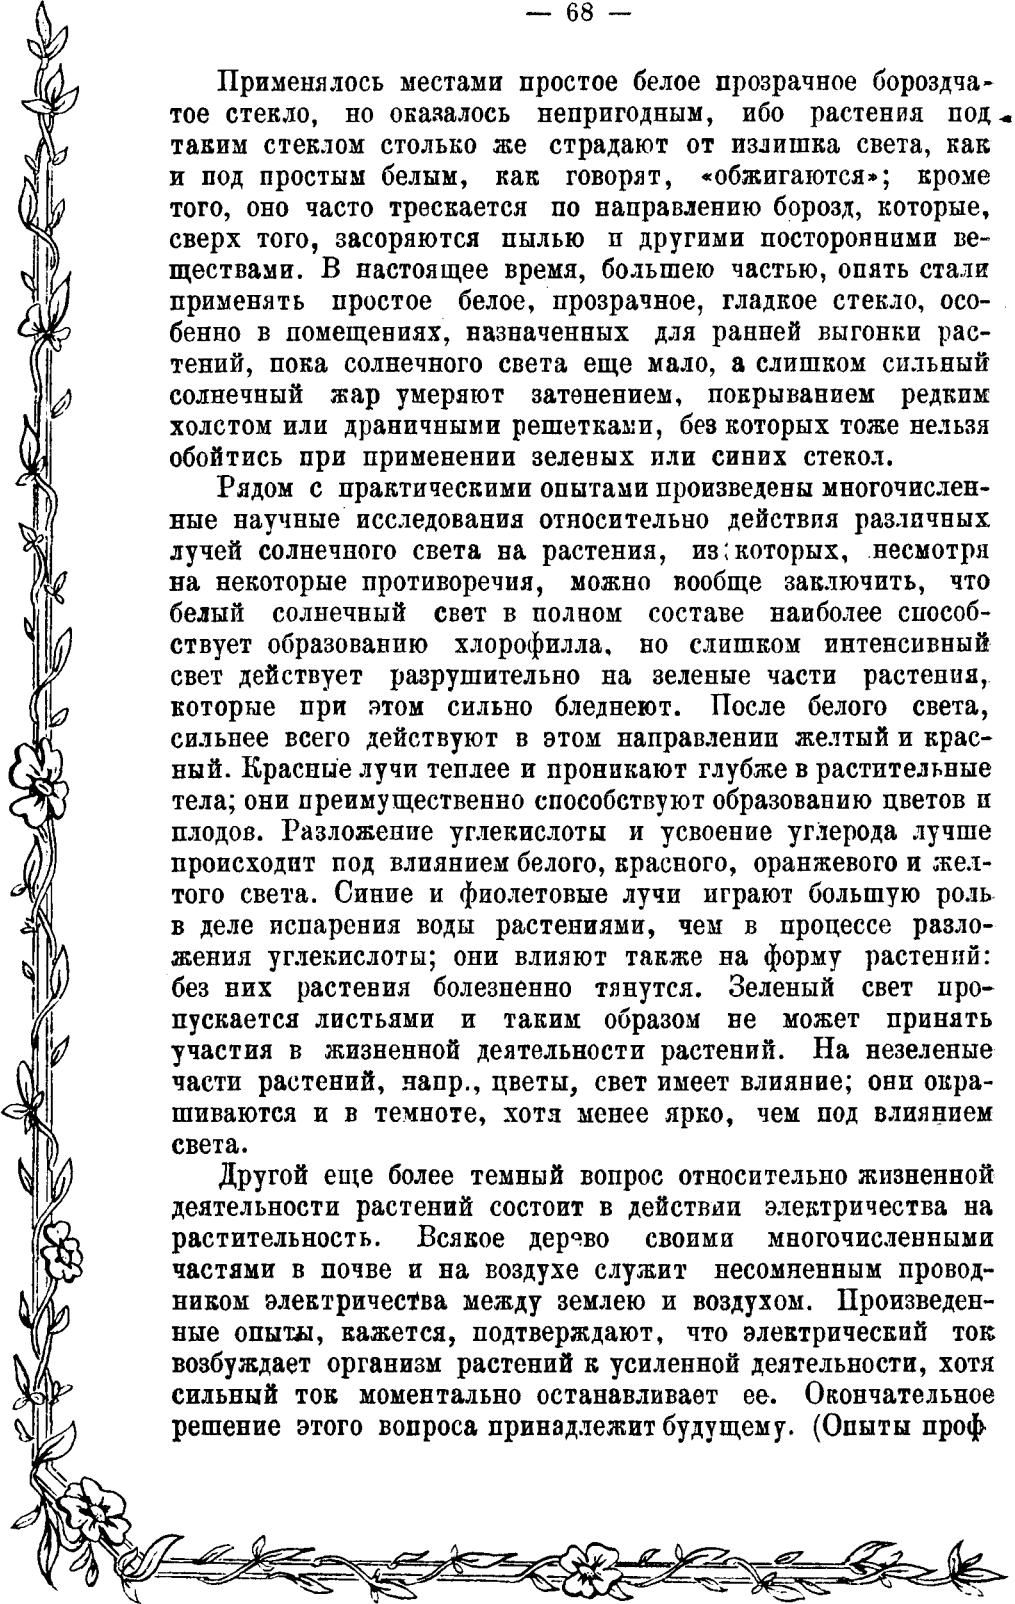 — 68 —
Применялось местами простое белое прозрачное бороздча-
тое стекло, но оказалось непригодным, ибо растения под
таким стеклом столько же страдают от излишка света, как
и под простым белым, как говорят, «обжигаются»; кроме
того, оно часто трескается по направлению борозд, которые,
сверх того, засоряются пылью и другими посторонними ве-
ществами. В настоящее время, большею частью, опять стали
применять простое белое, прозрачное, гладкое стекло, осо-
бенно в помещениях, назначенных для ранней выгонки рас-
тений, пока солнечного света еще мало, а слишком сильный
солнечный жар умеряют затенением, покрыванием редким
холстом или драничными решетками, без которых тоже нельзя
обойтись при применении зеленых или синих стекол.
Рядом с практическими опытами произведены многочислен-
ные научные исследования относительно действия различных
лучей солнечного света на растения, из которых, несмотря
на некоторые противоречия, можно вообще заключить, что
белый солнечный свет в полном составе наиболее способ-
ствует образованию хлорофилла, но слишком интенсивный
свет действует разрушительно на зеленые части растения,
которые при этом сильно бледнеют. После белого света,
сильнее всего действуют в этом направлении желтый и крас-
ный. Красные лучи теплее и проникают глубже в растительные
тела; они преимущественно способствуют образованию цветов и
плодов. Разложение углекислоты и усвоение углерода лучше
происходит под влиянием белого, красного, оранжевого и жел-
того света. Синие и фиолетовые лучи играют большую роль
в деле испарения воды растениями, чем в процессе разло-
жения углекислоты; они влияют также на форму растений:
без них растения болезненно тянутся. Зеленый свет про-
пускается листьями и таким образом не может принять
участия в жизненной деятельности растений. На незеленые
части растений, напр., цветы, свет имеет влияние; они окра-
шиваются и в темноте, хотя менее ярко, чем под влиянием
света.
Другой еще более темный вопрос относительно жизненной
деятельности растений состоит в действии электричества на
растительность. Всякое дерево своими многочисленными
частями в почве и на воздухе служит несомненным провод-
ником электричества между землею и воздухом. Произведен-
ные опыты, кажется, подтверждают, что электрический ток
возбуждает организм растений к усиленной деятельности, хотя
сильный ток моментально останавливает ее. Окончательное
решение этого вопроса принадлежит будущему. (Опыты проф